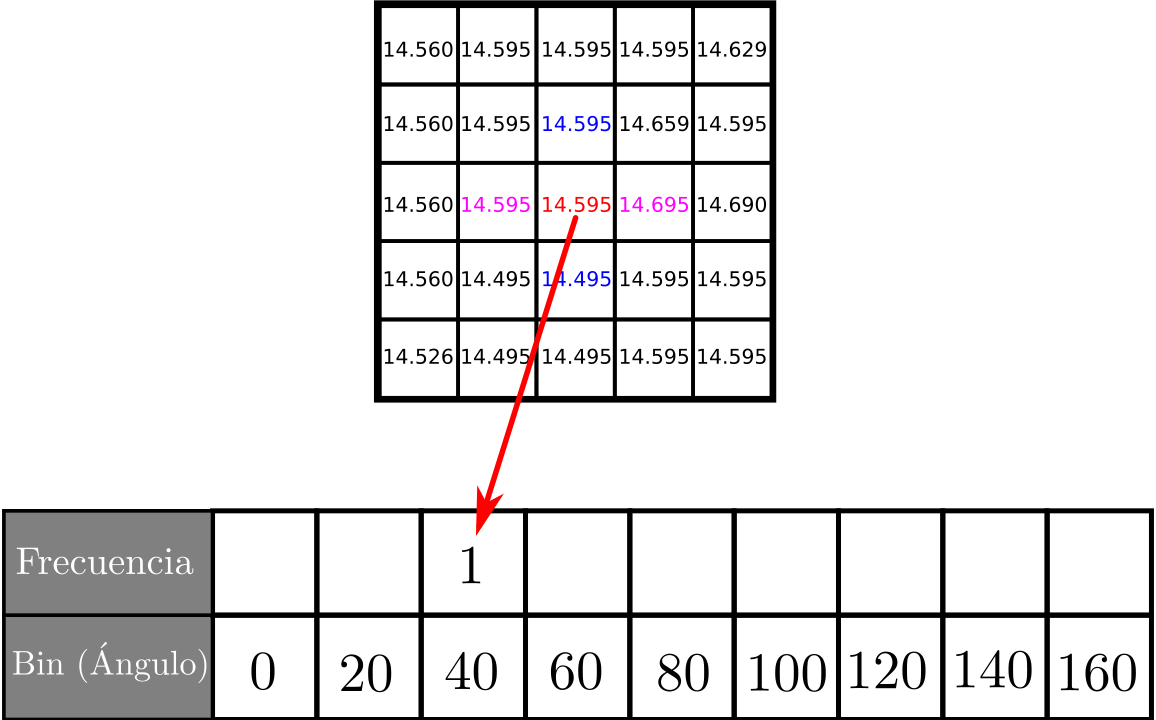 14.560 14.595 14.595 14.595 14.629
14.560 14.595 14.595 14.659 14.595
14.560 14.595 14.595 14.695 14.690
14.560 14.495 14.495 14.595 14.595
14.526 14.495 14.495 14.595 14.595
Frecuencia 1
Bin (Ángulo) 0 20 40 60 80 100 120 140 160